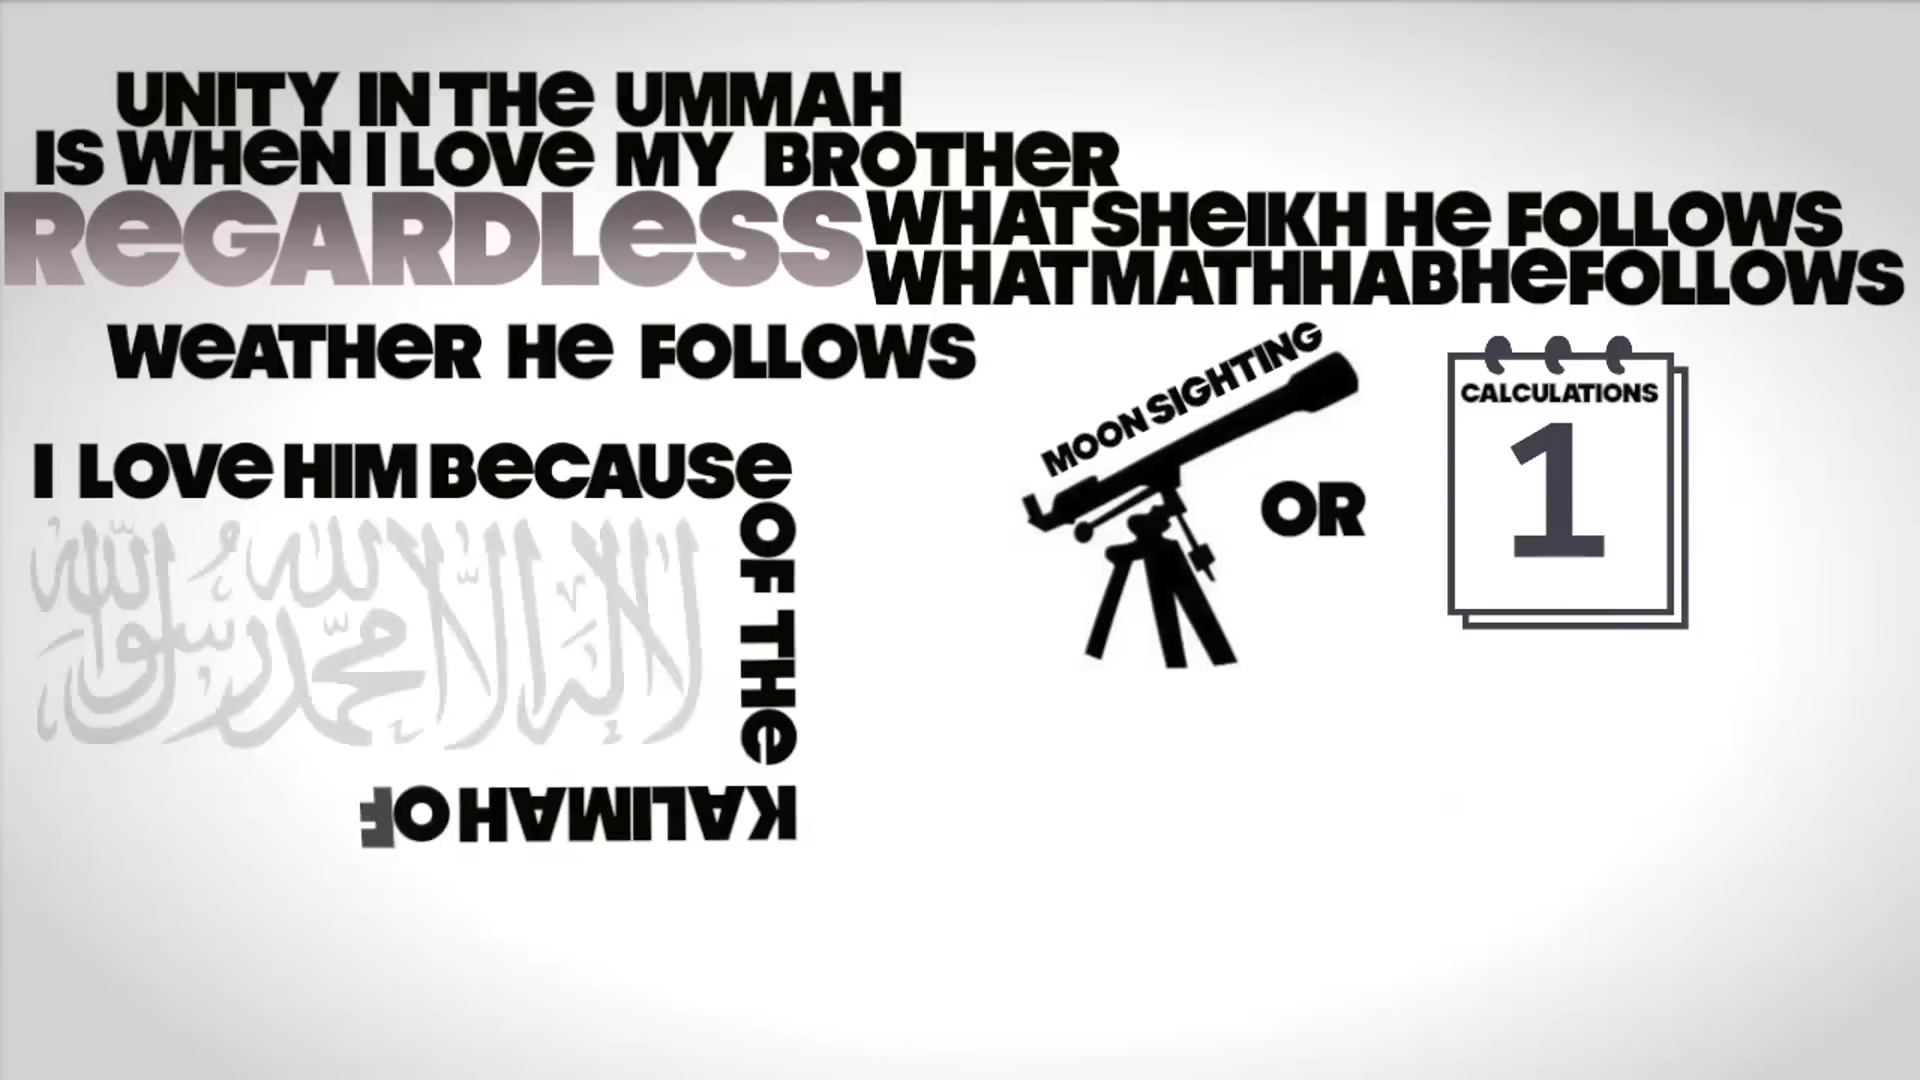 UNITY IN THe UMMAH
IS WHeN I LOVe MY BROTHeR
ReGARDLeSS
WHAT SHeIKH He FOLLOWS
WHAT MATHHAB He FOLLOWS
WeATHeR He FOLLOWS
MOON SIGHTING
OR
CALCULATIONS
1
I LOVe HIM BeCAUSe
OF THe
KALIMAH OF
لا إله إلا الله محمد رسول الله